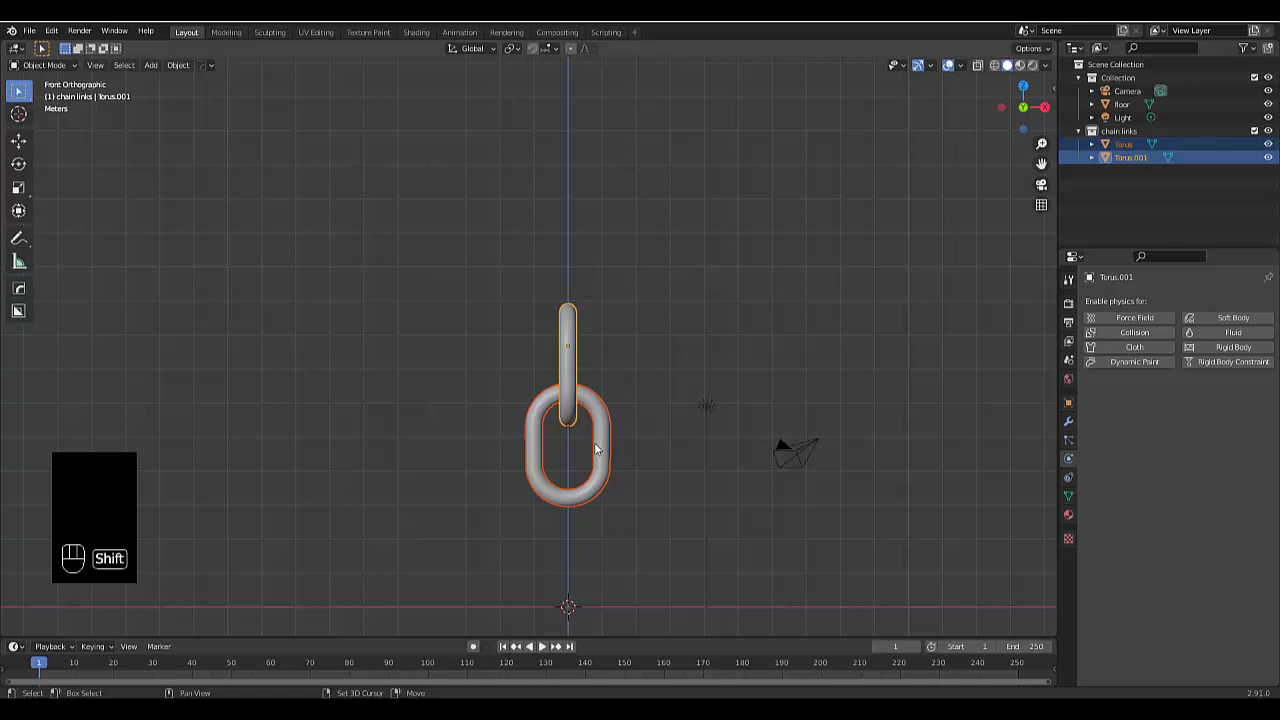 File Edit Render Window Help Layout Modeling Sculpting UV Editing Texture Paint Shading Animation Rendering Compositing Scripting + Scene View Layer
Global Options
Object Mode View Select Add Object
Front Orthographic
(1) chain links | Torus.001
Meters
Z
Y
X
Scene Collection
Collection
Camera
floor
Light
chain links
Torus
Torus.001
Torus.001
Enable physics for:
Force Field Soft Body
Collision Fluid
Cloth Rigid Body
Dynamic Paint Rigid Body Constraint
Shift
Playback Keying View Marker 1 Start 1 End 250
1 10 20 30 40 50 60 70 80 90 100 110 120 130 140 150 160 170 180 190 200 210 220 230 240 250
Select Box Select Pan View Set 3D Cursor Move 2.91.0